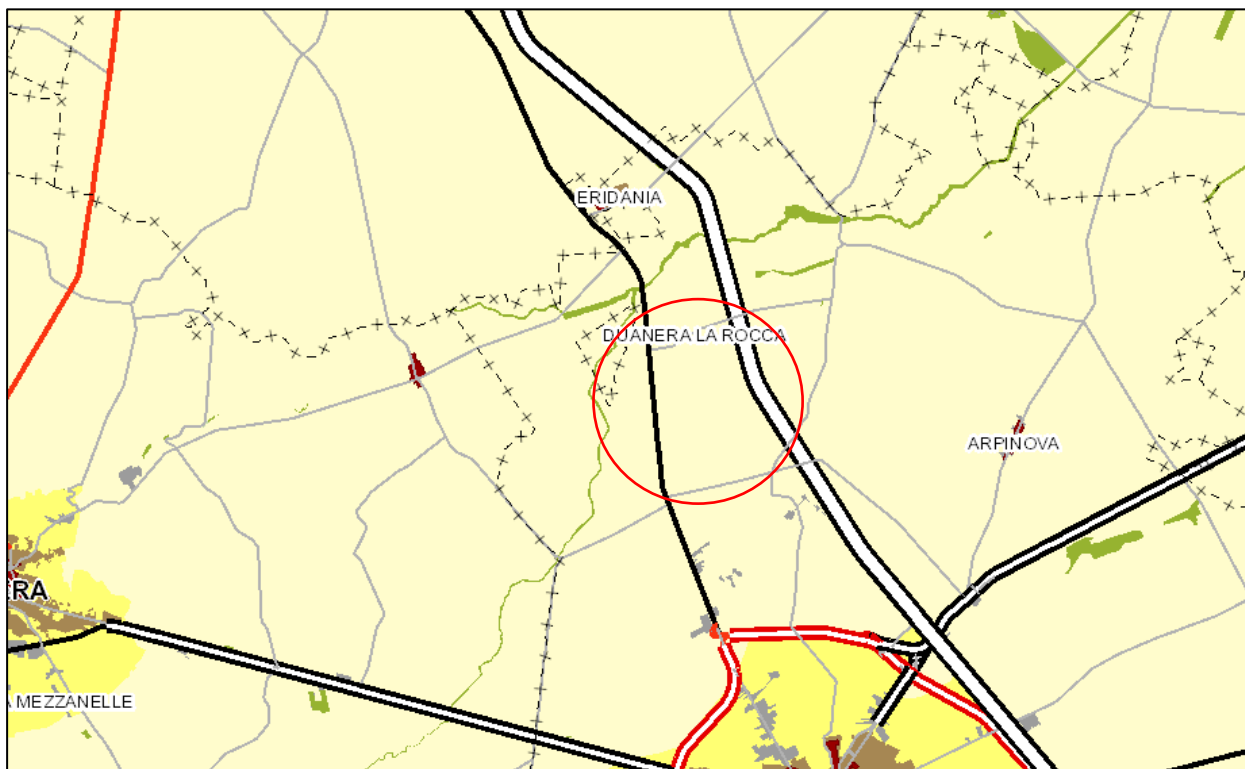 ERIDANIA
DUANERA LA ROCCA
ARPINOVA
ERA
A MEZZANELLE